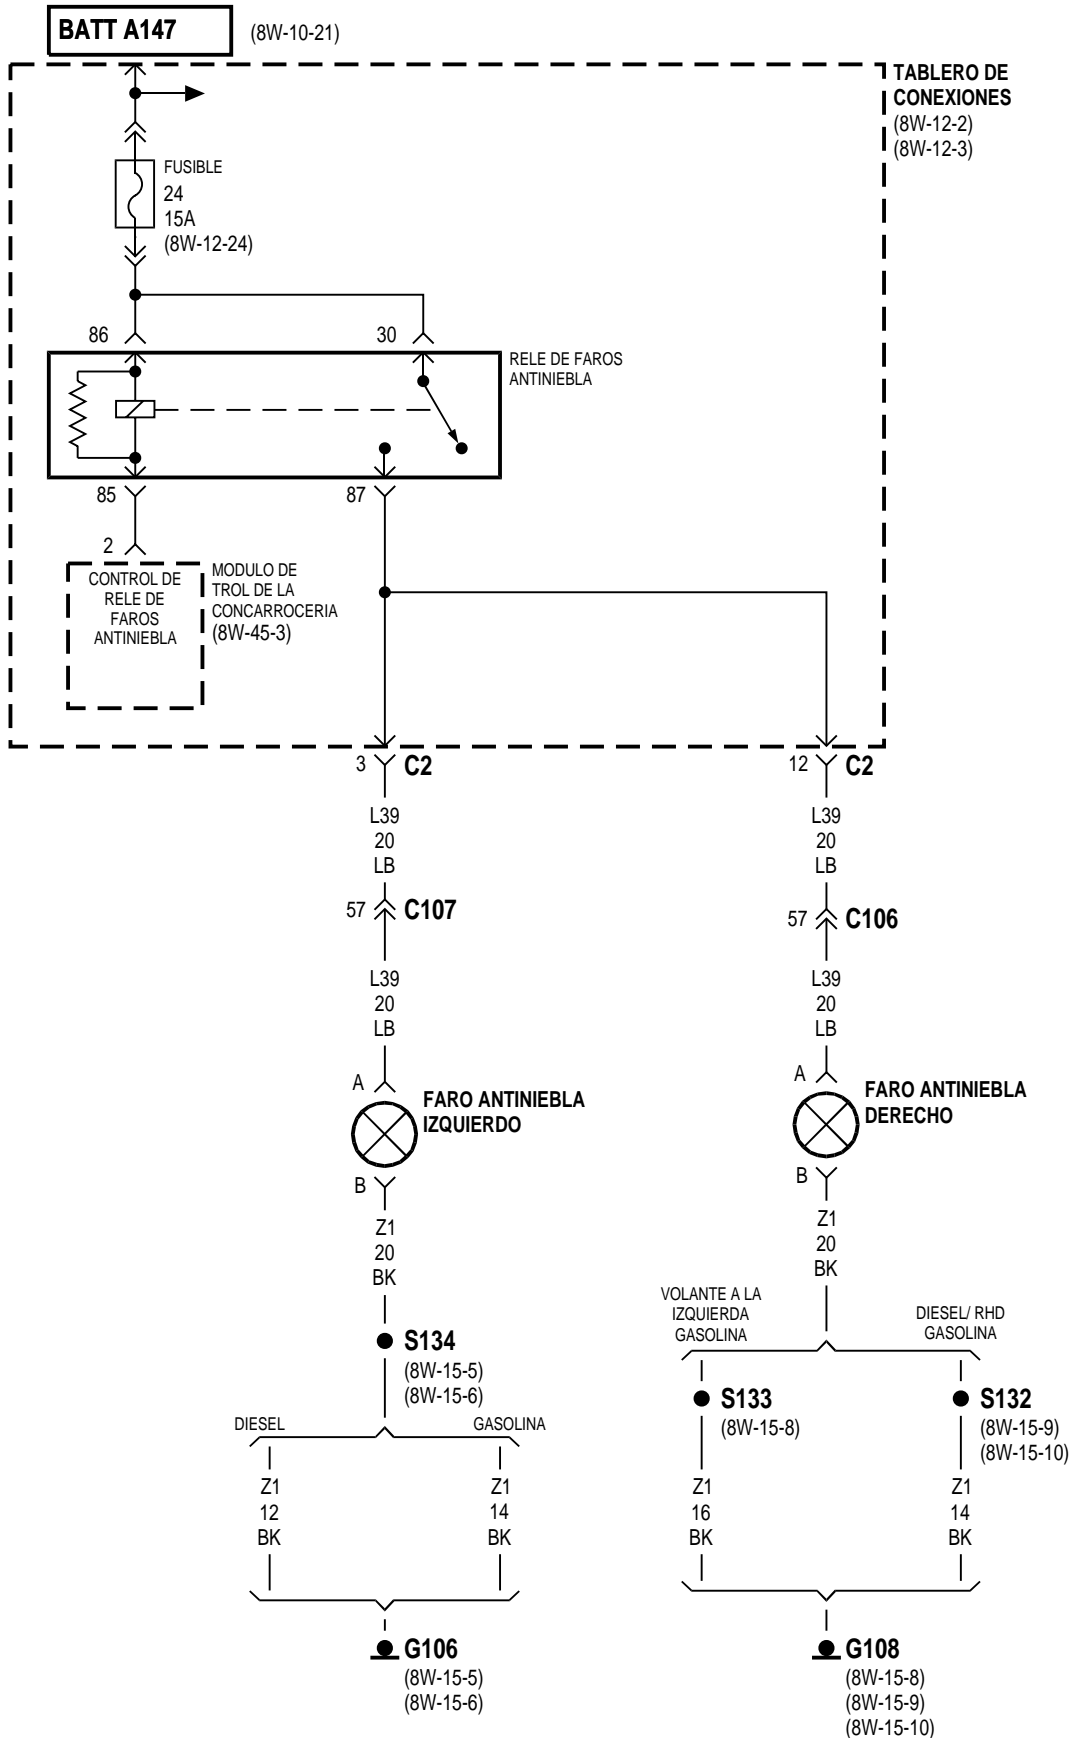 BATT A147
(8W-10-21)
TABLERO DE
CONEXIONES
(8W-12-2)
(8W-12-3)
FUSIBLE
24
15A
(8W-12-24)
86
30
RELE DE FAROS
ANTINIEBLA
85
87
2
CONTROL DE
RELE DE
FAROS
ANTINIEBLA
MODULO DE
TROL DE LA
CONCARROCERIA
(8W-45-3)
3
C2
12
C2
L39
20
LB
L39
20
LB
57
C107
57
C106
L39
20
LB
L39
20
LB
A
FARO ANTINIEBLA
IZQUIERDO
A
FARO ANTINIEBLA
DERECHO
B
B
Z1
20
BK
Z1
20
BK
VOLANTE A LA
IZQUIERDA
GASOLINA
DIESEL/ RHD
GASOLINA
S134
(8W-15-5)
(8W-15-6)
S133
(8W-15-8)
S132
(8W-15-9)
(8W-15-10)
DIESEL
GASOLINA
Z1
12
BK
Z1
14
BK
Z1
16
BK
Z1
14
BK
G106
(8W-15-5)
(8W-15-6)
G108
(8W-15-8)
(8W-15-9)
(8W-15-10)